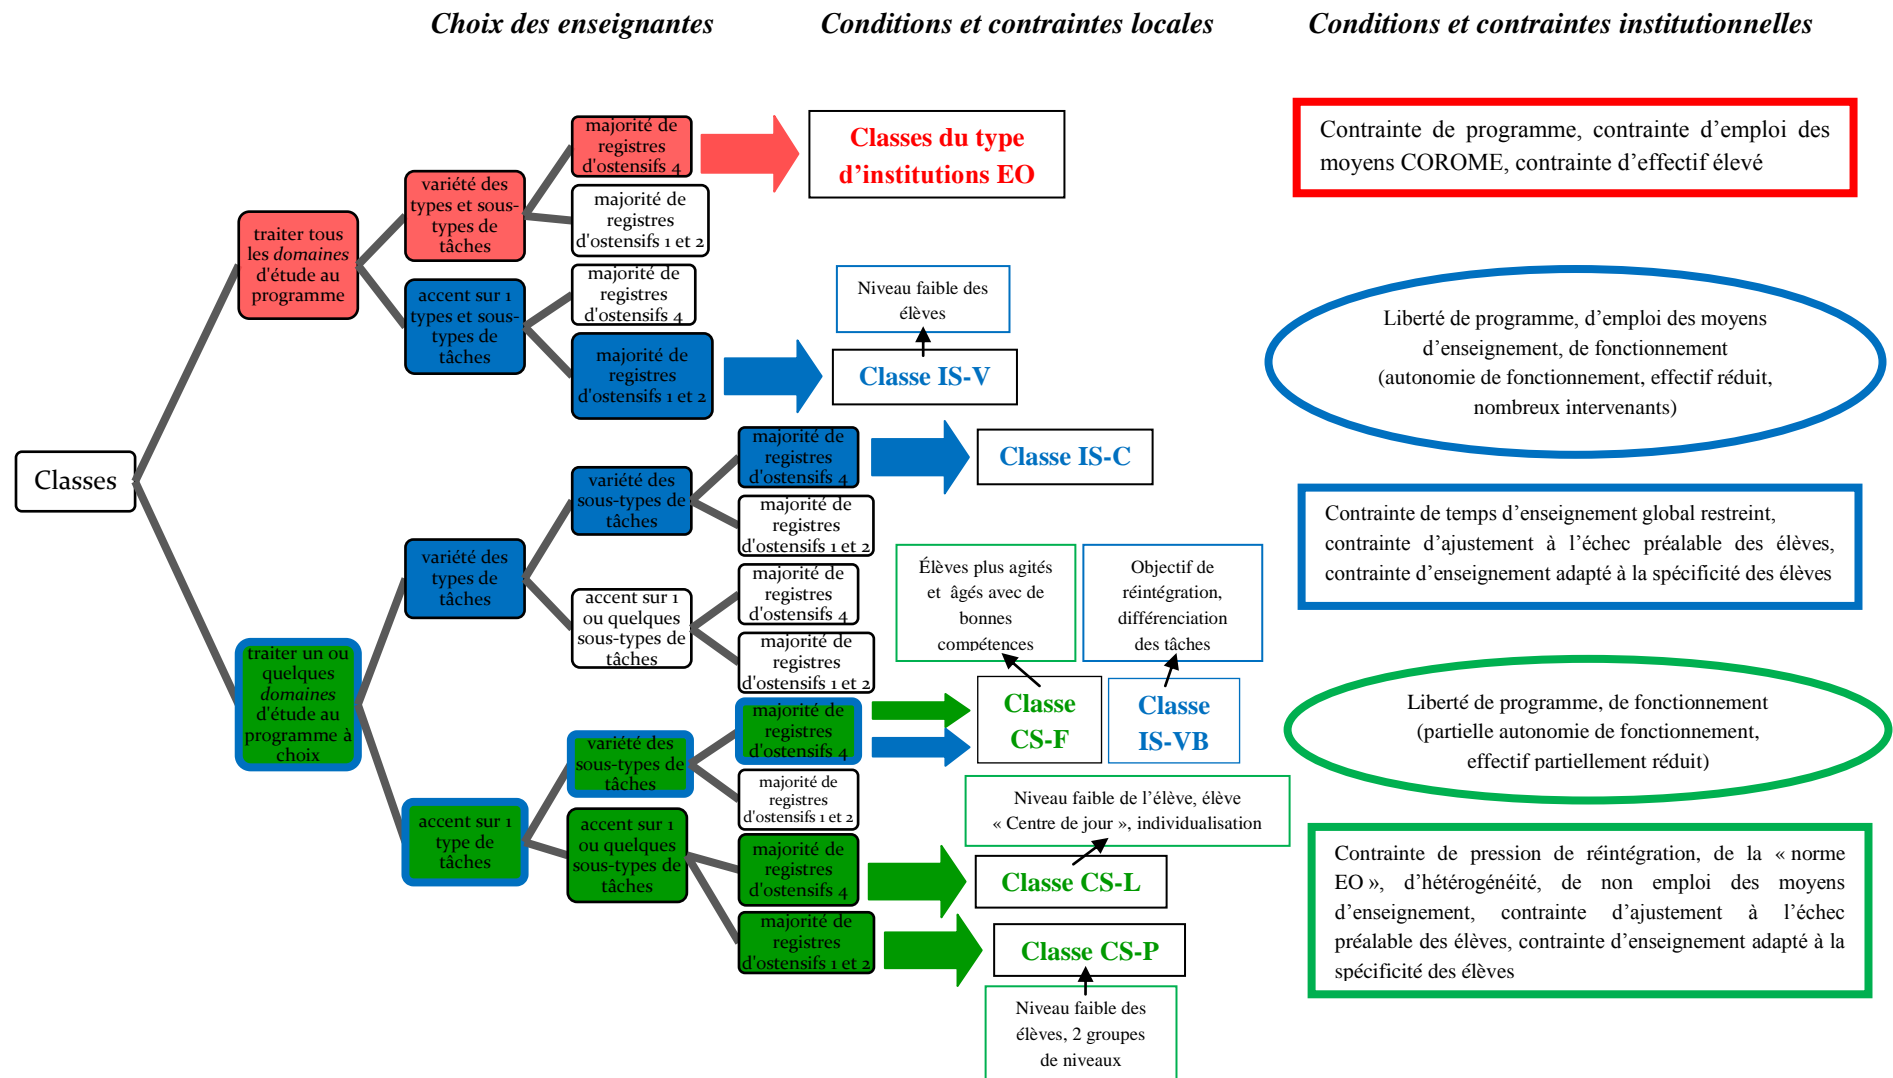 Choix des enseignantes
Conditions et contraintes locales
Conditions et contraintes institutionnelles
Classes
traiter tous
les domaines
d'étude au
programme
variété des
types et sous-
types de
tâches
majorité de
registres
d'ostensifs 4
majorité de
registres
d'ostensifs 1 et 2
accent sur 1
types et sous-
types de
tâches
majorité de
registres
d'ostensifs 4
majorité de
registres
d'ostensifs 1 et 2
Classes du type
d'institutions EO
Niveau faible des
élèves
Classe IS-V
traiter un ou
quelques
domaines
d'étude au
programme à
choix
variété des
types de
tâches
variété des
sous-types de
tâches
majorité de
registres
d'ostensifs 4
majorité de
registres
d'ostensifs 1 et 2
Classe IS-C
accent sur 1
ou quelques
sous-types de
tâches
majorité de
registres
d'ostensifs 4
majorité de
registres
d'ostensifs 1 et 2
accent sur 1
type de
tâches
variété des
sous-types de
tâches
majorité de
registres
d'ostensifs 4
majorité de
registres
d'ostensifs 1 et 2
Élèves plus agités
et âgés avec de
bonnes
compétences
Classe
CS-F
Objectif de
réintégration,
différenciation
des tâches
Classe
IS-VB
accent sur 1
ou quelques
sous-types de
tâches
majorité de
registres
d'ostensifs 4
majorité de
registres
d'ostensifs 1 et 2
Niveau faible de l'élève, élève
« Centre de jour », individualisation
Classe CS-L
Classe CS-P
Niveau faible des
élèves, 2 groupes
de niveaux
Contrainte de programme, contrainte d'emploi des
moyens COROME, contrainte d'effectif élevé
Liberté de programme, d'emploi des moyens
d'enseignement, de fonctionnement
(autonomie de fonctionnement, effectif réduit,
nombreux intervenants)
Contrainte de temps d'enseignement global restreint,
contrainte d'ajustement à l'échec préalable des élèves,
contrainte d'enseignement adapté à la spécificité des élèves
Liberté de programme, de fonctionnement
(partielle autonomie de fonctionnement,
effectif partiellement réduit)
Contrainte de pression de réintégration, de la « norme
EO », d'hétérogénéité, de non emploi des moyens
d'enseignement, contrainte d'ajustement à l'échec
préalable des élèves, contrainte d'enseignement adapté à la
spécificité des élèves